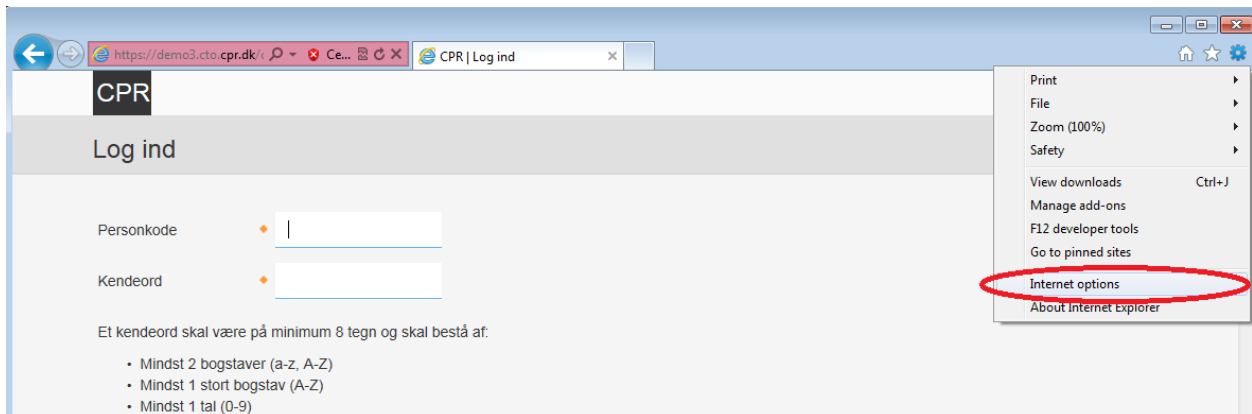 https://demo3.cto.cpr.dk/c Ce... CPR | Log ind
CPR
Log ind
Personkode
Kendeord
Et kendeord skal være på minimum 8 tegn og skal bestå af:
• Mindst 2 bogstaver (a-z, A-Z)
• Mindst 1 stort bogstav (A-Z)
• Mindst 1 tal (0-9)
Print
File
Zoom (100%)
Safety
View downloads Ctrl+J
Manage add-ons
F12 developer tools
Go to pinned sites
Internet options
About Internet Explorer